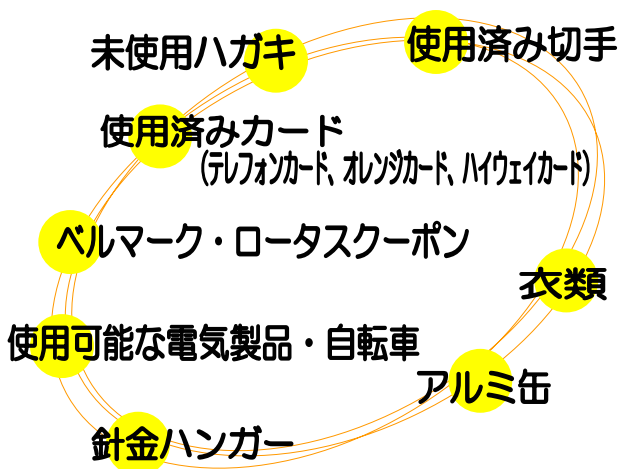 未使用ハガキ
使用済み切手
使用済みカード
(テレフォンカード、オレンジカード、ハイウェイカード)
ベルマーク・ロータスクーポン
衣類
使用可能な電気製品・自転車
アルミ缶
針金ハンガー